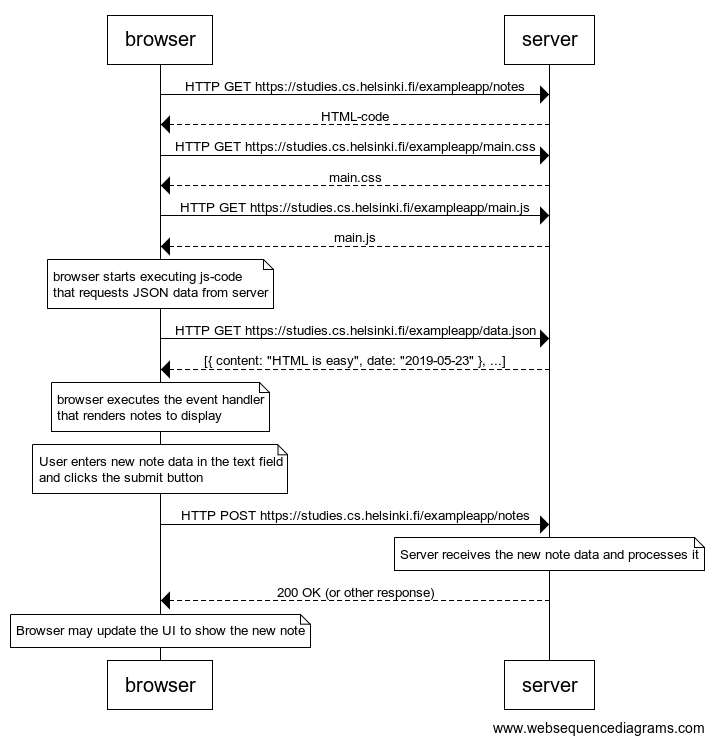 browser
server
HTTP GET https://studies.cs.helsinki.fi/exampleapp/notes
HTML-code
HTTP GET https://studies.cs.helsinki.fi/exampleapp/main.css
main.css
HTTP GET https://studies.cs.helsinki.fi/exampleapp/main.js
main.js
browser starts executing js-code
that requests JSON data from server
HTTP GET https://studies.cs.helsinki.fi/exampleapp/data.json
[{ content: "HTML is easy", date: "2019-05-23" }, ...]
browser executes the event handler
that renders notes to display
User enters new note data in the text field
and clicks the submit button
HTTP POST https://studies.cs.helsinki.fi/exampleapp/notes
Server receives the new note data and processes it
200 OK (or other response)
Browser may update the UI to show the new note
browser
server
www.websequencediagrams.com